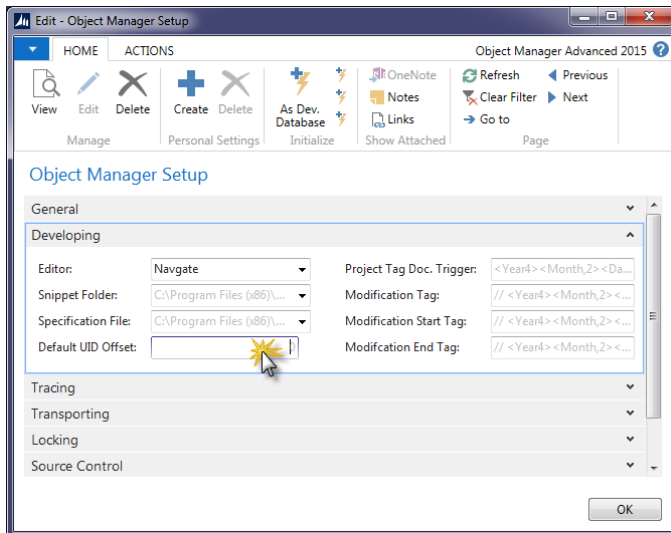 Edit - Object Manager Setup
HOME ACTIONS Object Manager Advanced 2015
View Edit Delete Create Delete As Dev. Database OneNote Notes Links Refresh Clear Filter Go to Previous Next
Manage Personal Settings Initialize Show Attached Page
Object Manager Setup
General
Developing
Editor: Navgate Project Tag Doc. Trigger: <Year4><Month,2><Da...
Snippet Folder: C:\Program Files (x86)\... Modification Tag: // <Year4><Month,2><...
Specification File: C:\Program Files (x86)\... Modification Start Tag: // <Year4><Month,2><...
Default UID Offset: Modifcation End Tag: // <Year4><Month,2><...
Tracing
Transporting
Locking
Source Control
OK